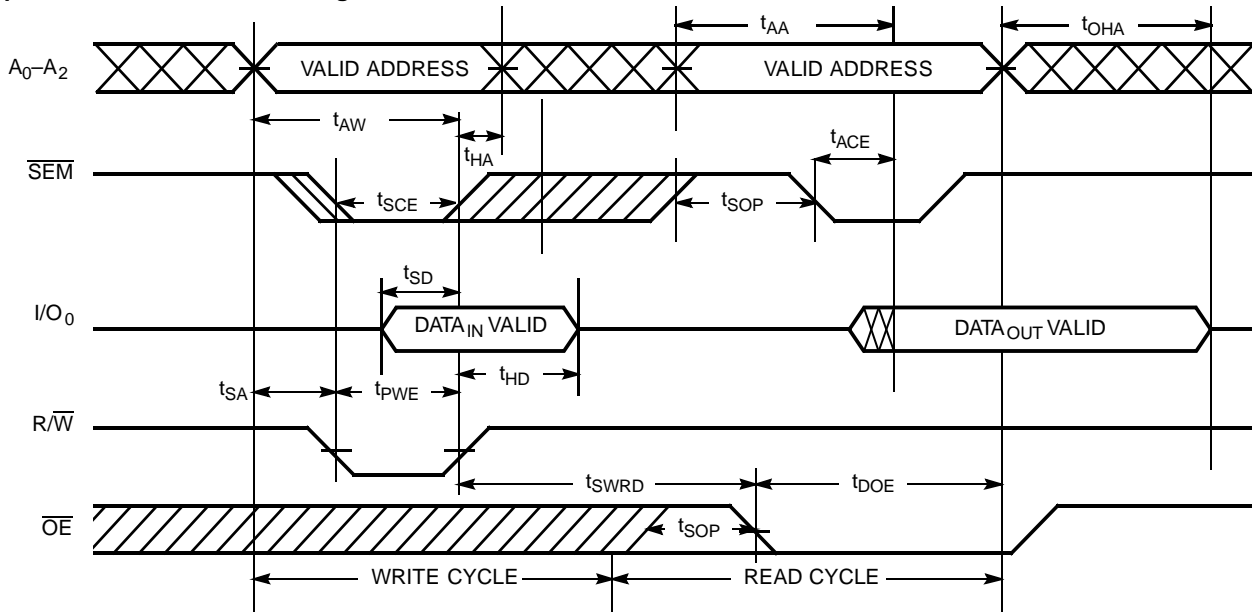 tAA
tOHA
A0–A2
VALID ADDRESS
VALID ADDRESS
tAW
tHA
tACE
SEM
tSCE
tSOP
tSD
I/O0
DATAIN VALID
DATAOUT VALID
tSA
tPWE
tHD
R/W
tSWRD
tDOE
OE
tSOP
WRITE CYCLE
READ CYCLE